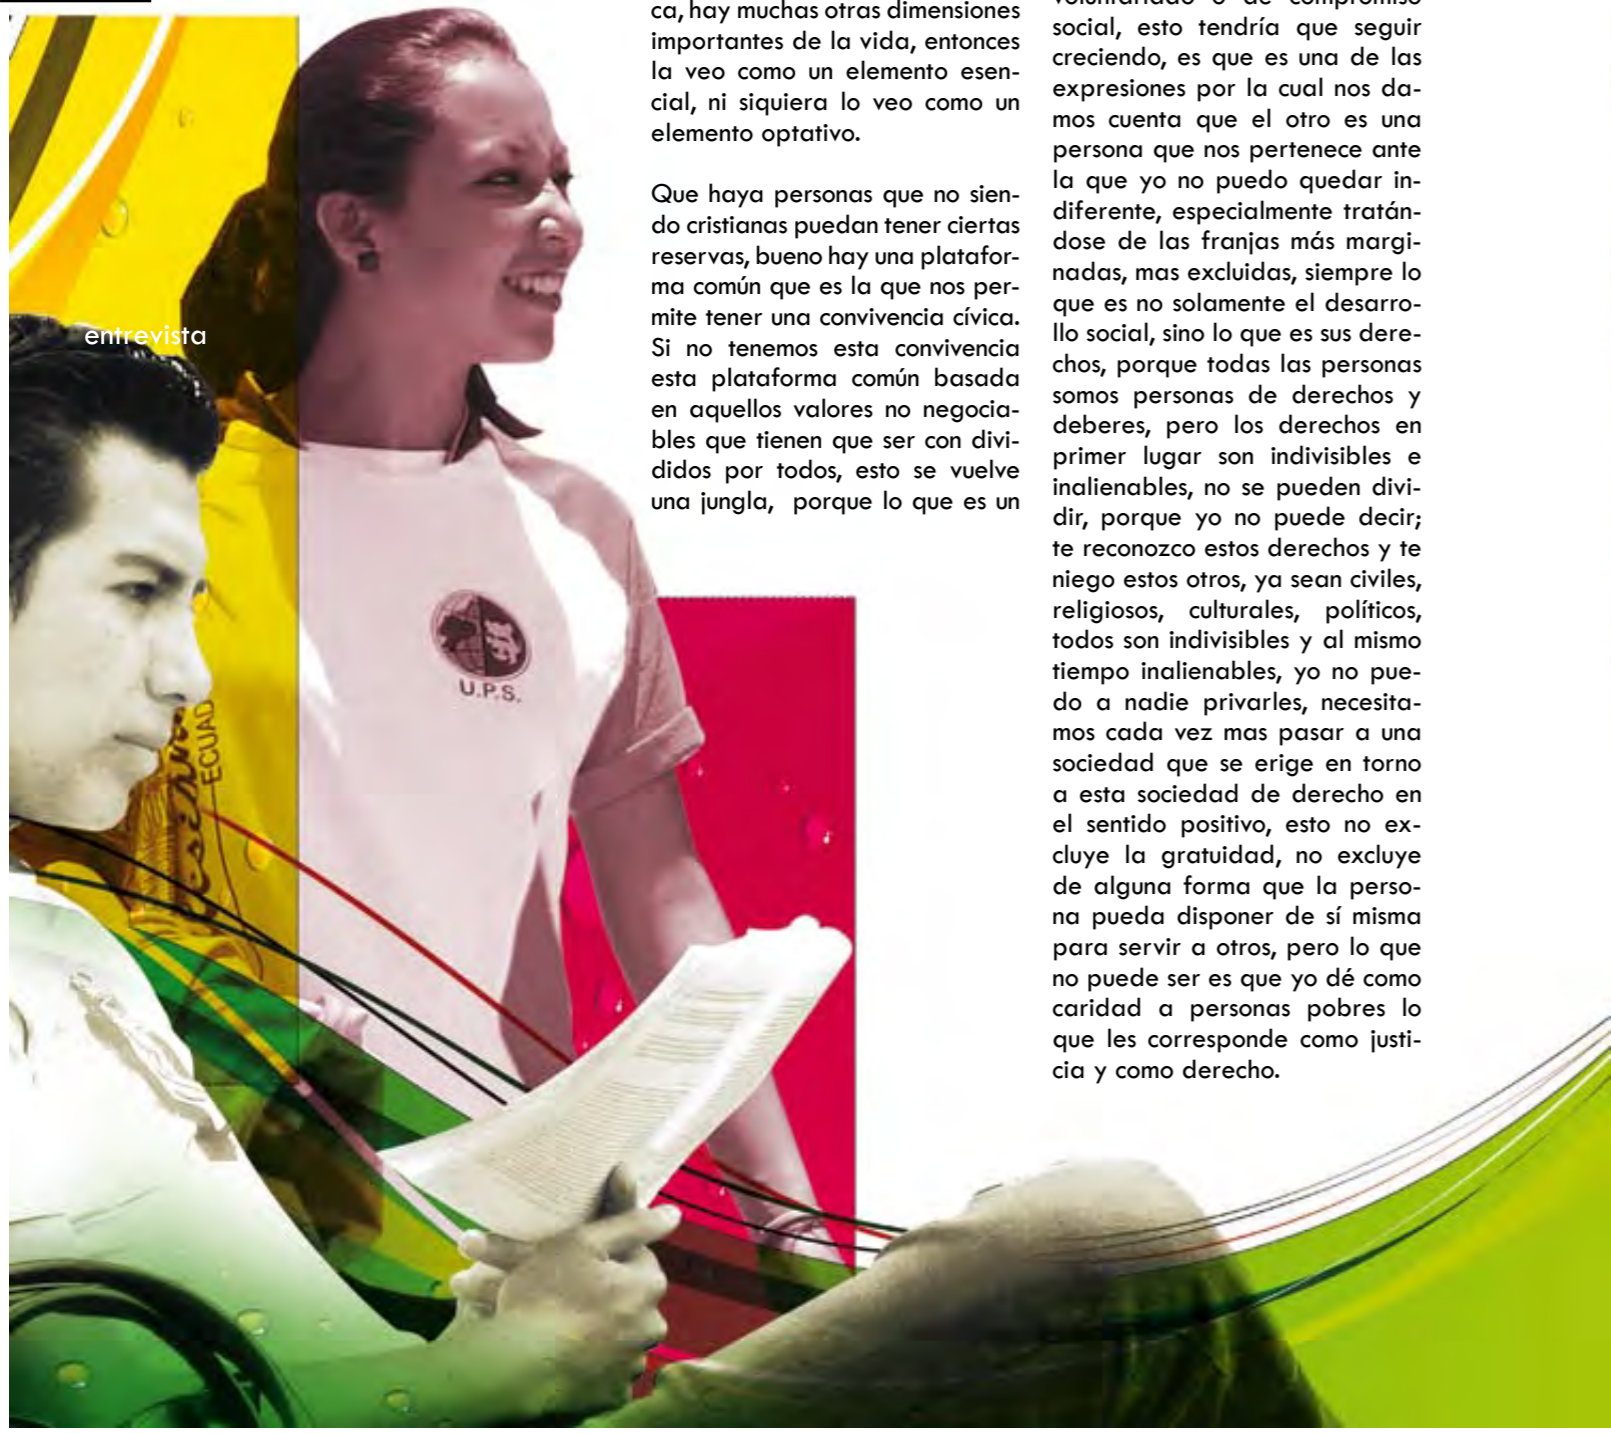 ca, hay muchas otras dimensiones
importantes de la vida, entonces
la veo como un elemento esen-
cial, ni siquiera lo veo como un
elemento optativo.
Que haya personas que no sien-
do cristianas puedan tener ciertas
reservas, bueno hay una platafor-
ma común que es la que nos per-
mite tener una convivencia cívica.
Si no tenemos esta convivencia
esta plataforma común basada
en aquellos valores no negocia-
bles que tienen que ser con divi-
didos por todos, esto se vuelve
una jungla, porque lo que es un
voluntariado o de compromiso
social, esto tendría que seguir
creciendo, es que es una de las
expresiones por la cual nos da-
mos cuenta que el otro es una
persona que nos pertenece ante
la que yo no puedo quedar in-
diferente, especialmente tratán-
dose de las franjas más margi-
nadas, mas excluidas, siempre lo
que es no solamente el desarro-
llo social, sino lo que es sus dere-
chos, porque todas las personas
somos personas de derechos y
deberes, pero los derechos en
primer lugar son indivisibles e
inalienables, no se pueden divi-
dir, porque yo no puede decir;
te reconozco estos derechos y te
niego estos otros, ya sean civiles,
religiosos, culturales, políticos,
todos son indivisibles y al mismo
tiempo inalienables, yo no pue-
do a nadie privarles, necesita-
mos cada vez mas pasar a una
sociedad que se erige en torno
a esta sociedad de derecho en
el sentido positivo, esto no ex-
cluye la gratuidad, no excluye
de alguna forma que la perso-
na pueda disponer de sí misma
para servir a otros, pero lo que
no puede ser es que yo dé como
caridad a personas pobres lo
que les corresponde como justi-
cia y como derecho.
entrevista
U.P.S.
ECUAD